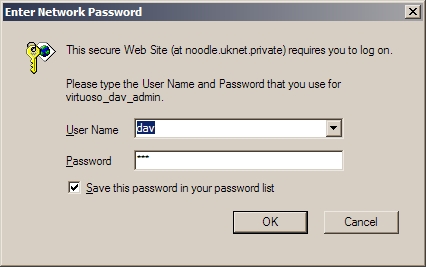 Enter Network Password
This secure Web Site (at noodle.uknet.private) requires you to log on.
Please type the User Name and Password that you use for
virtuoso_dav_admin.
User Name dav
Password ***
Save this password in your password list
OK Cancel